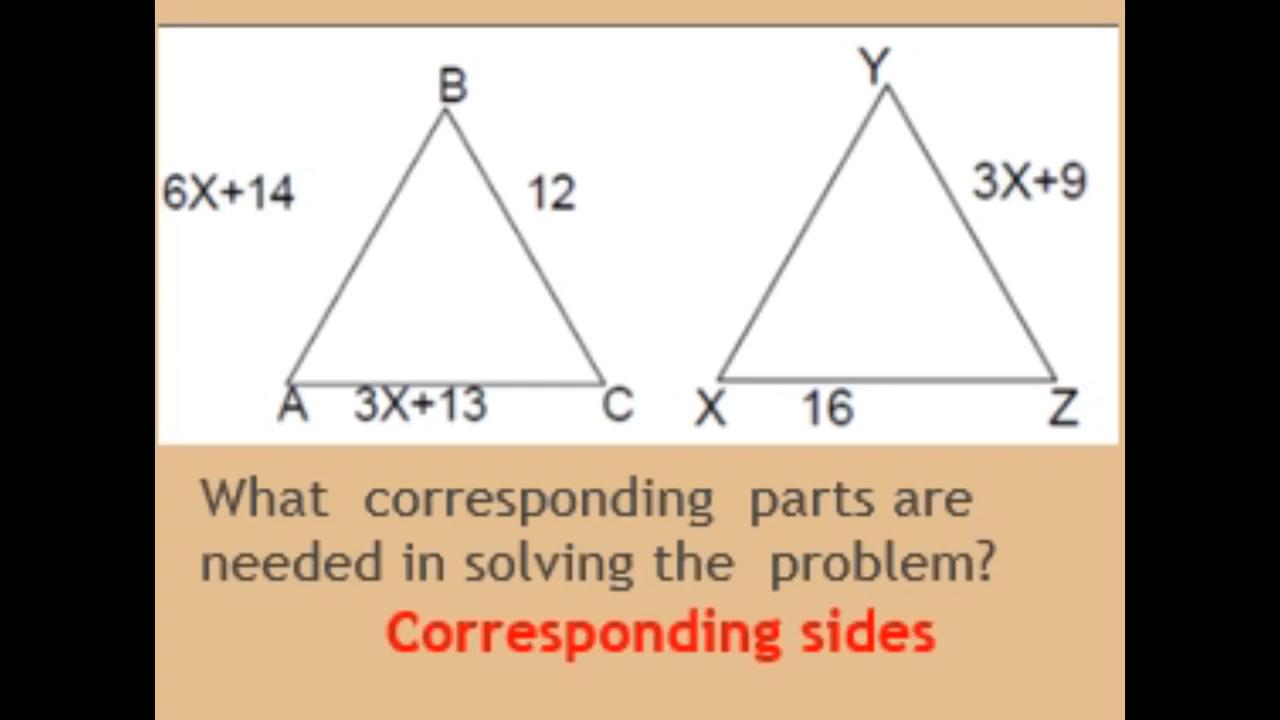 B
Y
6X+14
12
3X+9
A 3X+13 C X 16 Z
What corresponding parts are
needed in solving the problem?
Corresponding sides